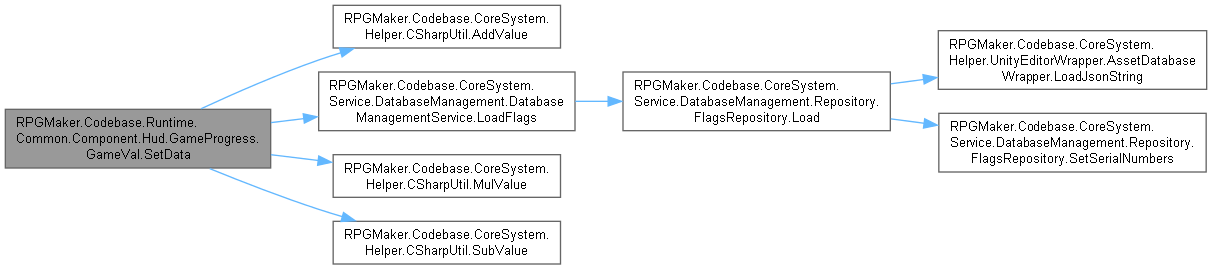 RPGMaker.Codebase.Runtime.
Common.Component.Hud.GameProgress.
GameVal.SetData
RPGMaker.Codebase.CoreSystem.
Helper.CSharpUtil.AddValue
RPGMaker.Codebase.CoreSystem.
Service.DatabaseManagement.Database
ManagementService.LoadFlags
RPGMaker.Codebase.CoreSystem.
Helper.CSharpUtil.MulValue
RPGMaker.Codebase.CoreSystem.
Helper.CSharpUtil.SubValue
RPGMaker.Codebase.CoreSystem.
Service.DatabaseManagement.Repository.
FlagsRepository.Load
RPGMaker.Codebase.CoreSystem.
Helper.UnityEditorWrapper.AssetDatabase
Wrapper.LoadJsonString
RPGMaker.Codebase.CoreSystem.
Service.DatabaseManagement.Repository.
FlagsRepository.SetSerialNumbers